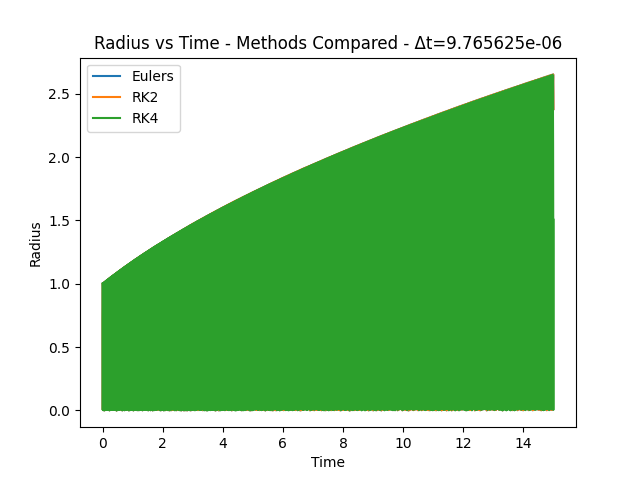 Radius vs Time - Methods Compared - Δt=9.765625e-06
Eulers
RK2
RK4
2.5
2.0
1.5
1.0
0.5
0.0
Radius
0 2 4 6 8 10 12 14
Time